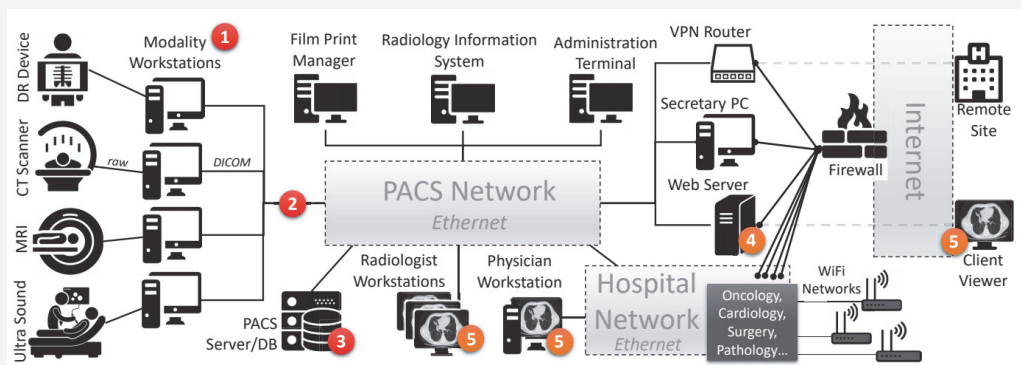 DR Device
Modality
Workstations
1
Film Print
Manager
Radiology Information
System
Administration
Terminal
VPN Router
Secretary PC
Web Server
4
Firewall
Internet
Remote
Site
CT Scanner
raw
DICOM
2
PACS Network
Ethernet
MRI
Ultra Sound
PACS
Server/DB
3
Radiologist
Workstations
5
Physician
Workstation
5
Hospital
Network
Ethernet
Oncology,
Cardiology,
Surgery,
Pathology...
WiFi
Networks
5
Client
Viewer
H